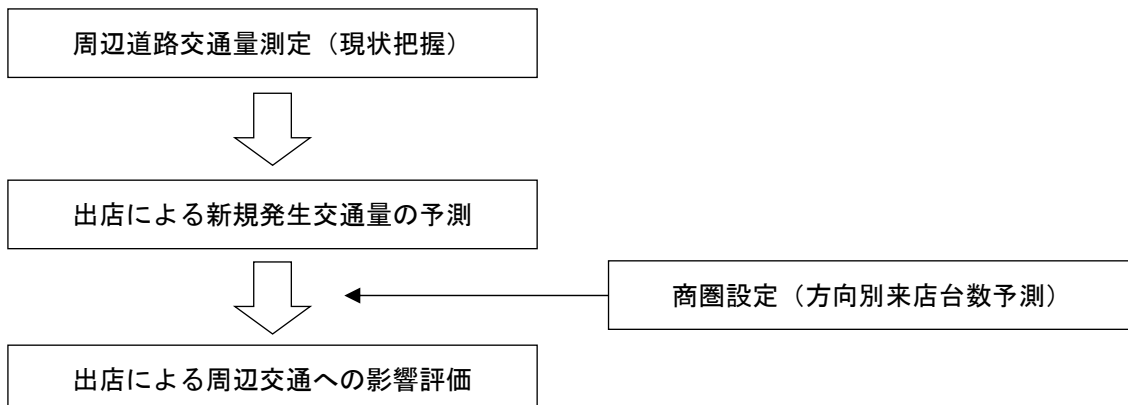 周辺道路交通量測定（現状把握）
出店による新規発生交通量の予測
商圏設定（方向別来店台数予測）
出店による周辺交通への影響評価